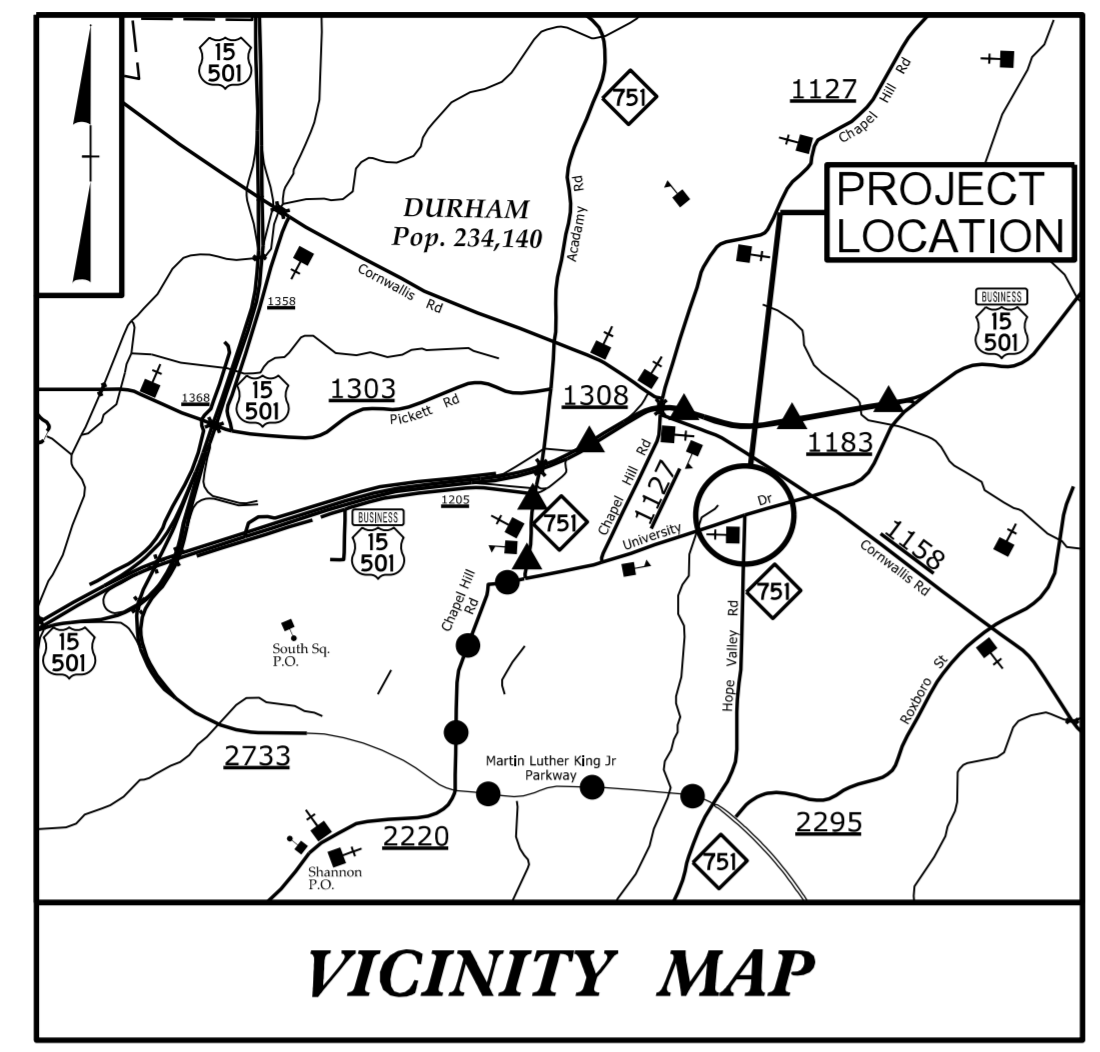 15
501
751
1127
Chapel Hill Rd
PROJECT
LOCATION
DURHAM
Pop. 234,140
Acadamy Rd
Cornwallis Rd
1358
BUSINESS
15
501
1368
15
501
1303
Pickett Rd
1308
1183
Chapel Hill Rd
1127
1205
BUSINESS
15
501
751
University Dr
1158
Cornwallis Rd
Chapel Hill
Rd
751
Hope Valley Rd
South Sq.
P.O.
15
501
Roxboro St
2733
Martin Luther King Jr
Parkway
2220
2295
751
Shannon
P.O.
VICINITY MAP